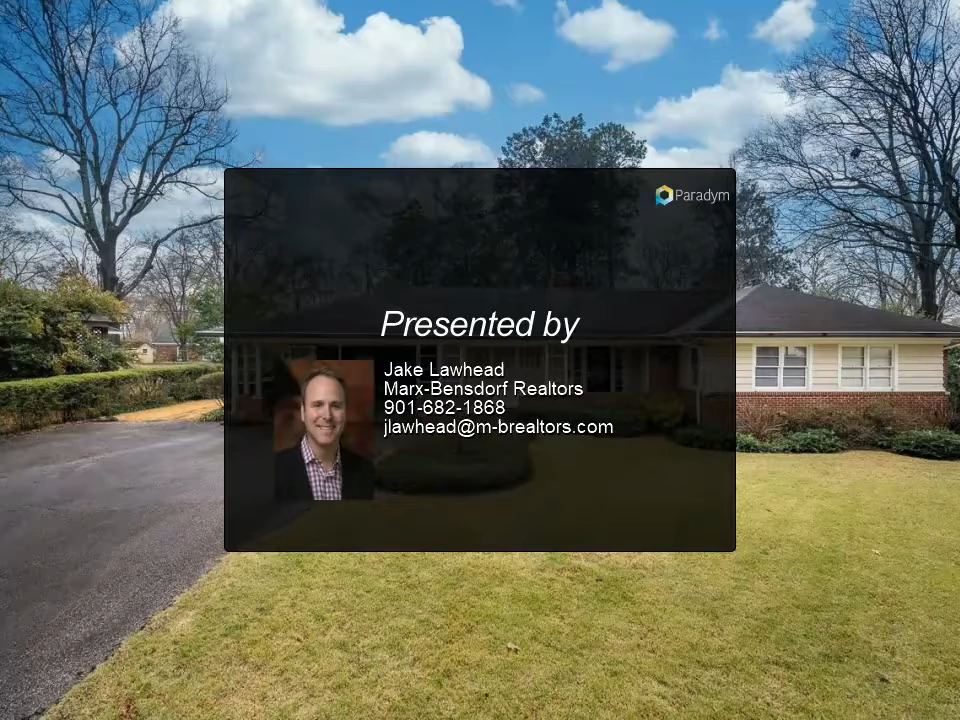 Paradym
Presented by
Jake Lawhead
Marx-Bensdorf Realtors
901-682-1868
jlawhead@m-brealtors.com